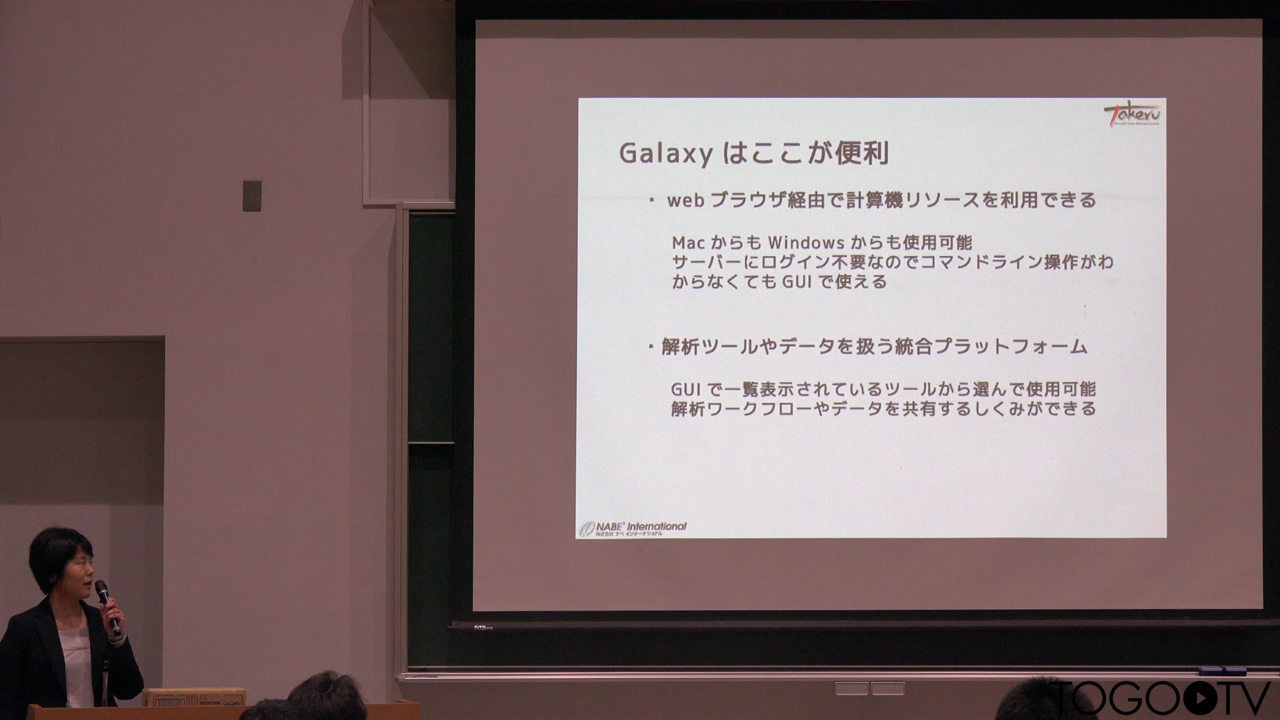 Takeru
Galaxy はここが便利
・ web ブラウザ経由で計算機リソースを利用できる
Mac からも Windows からも使用可能
サーバーにログイン不要なのでコマンドライン操作がわ
からなくても GUI で使える
・解析ツールやデータを扱う統合プラットフォーム
GUI で一覧表示されているツールから選んで使用可能
解析ワークフローやデータを共有するしくみができる
NABE International
株式会社 ナベ インターナショナル
TOGOTV